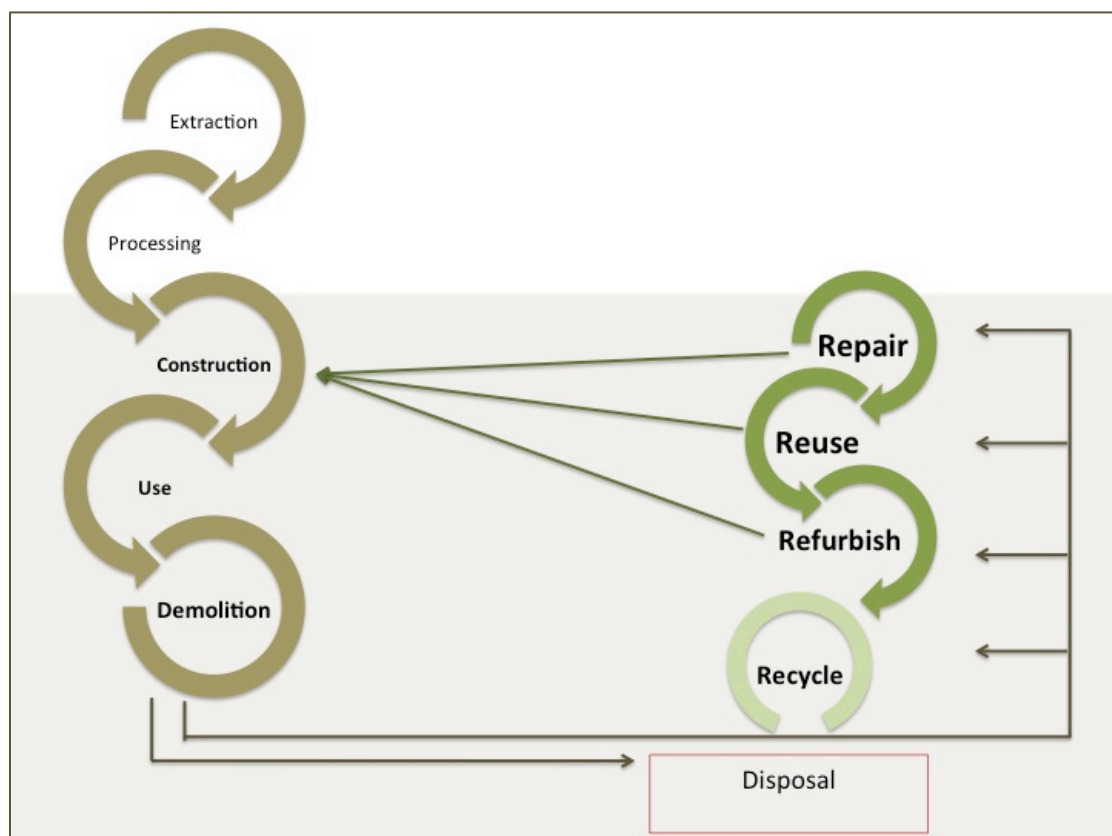 Extraction
Processing
Construction
Use
Demolition
Repair
Reuse
Refurbish
Recycle
Disposal